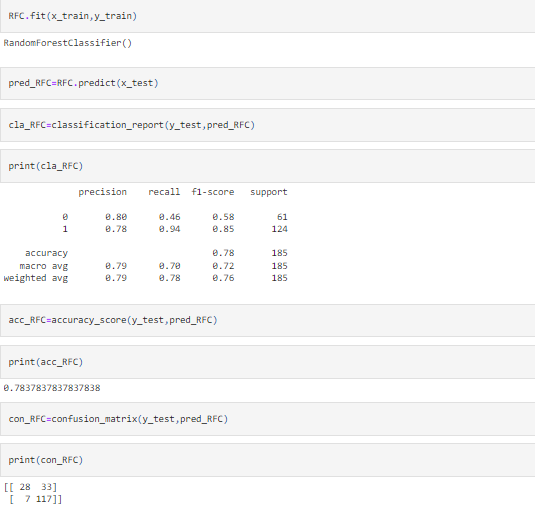 RFC.fit(x_train,y_train)
RandomForestClassifier()
pred_RFC=RFC.predict(x_test)
cla_RFC=classification_report(y_test,pred_RFC)
print(cla_RFC)
precision recall f1-score support
0 0.80 0.46 0.58 61
1 0.78 0.94 0.85 124
accuracy 0.78 185
macro avg 0.79 0.70 0.72 185
weighted avg 0.79 0.78 0.76 185
acc_RFC=accuracy_score(y_test,pred_RFC)
print(acc_RFC)
0.7837837837837838
con_RFC=confusion_matrix(y_test,pred_RFC)
print(con_RFC)
[[ 28 33]
[ 7 117]]